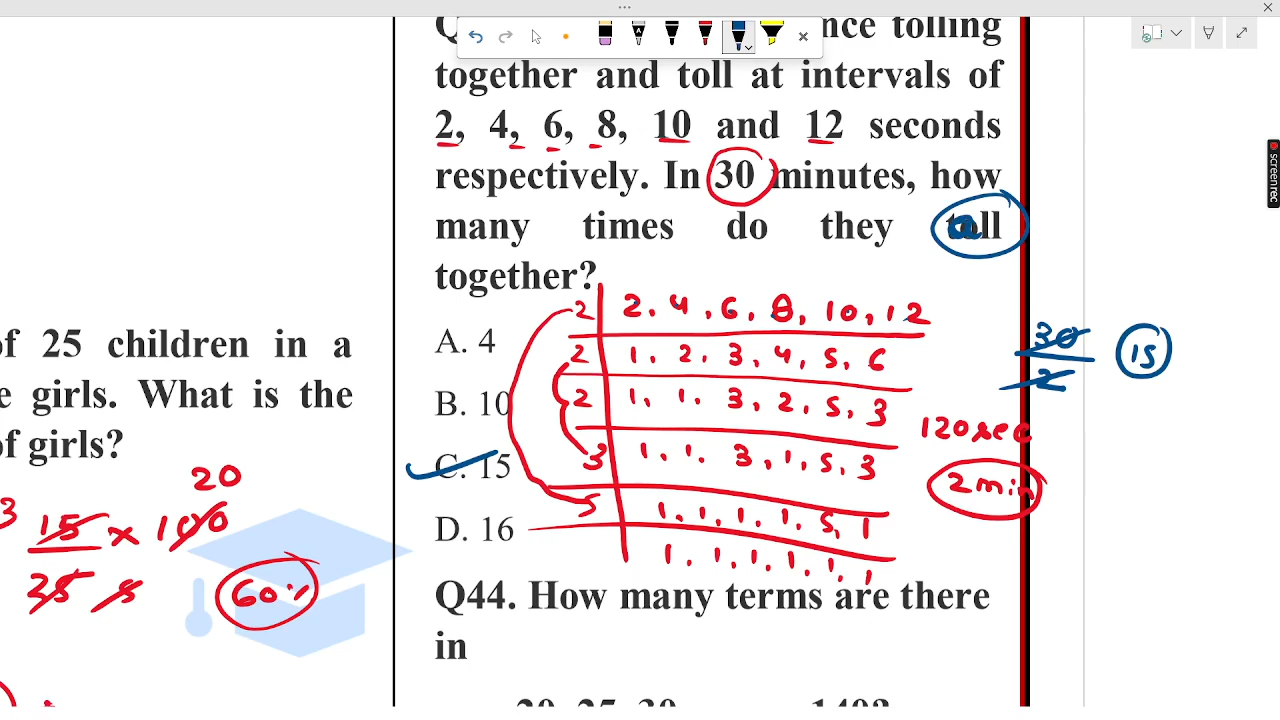 of 25 children in a
e girls. What is the
of girls?
20
3 15 × 100
25 5
60%
nce tolling
together and toll at intervals of
2, 4, 6, 8, 10 and 12 seconds
respectively. In 30 minutes, how
many times do they toll
together?
A. 4
B. 10
C. 15
D. 16
2 2, 4, 6, 8, 10, 12
2 1, 2, 3, 4, 5, 6
2 1, 1, 3, 2, 5, 3
3 1, 1, 3, 1, 5, 3
5 1, 1, 1, 1, 5, 1
1, 1, 1, 1, 1, 1
30
2
15
120sec
2 min
Q44. How many terms are there
in
screenrec